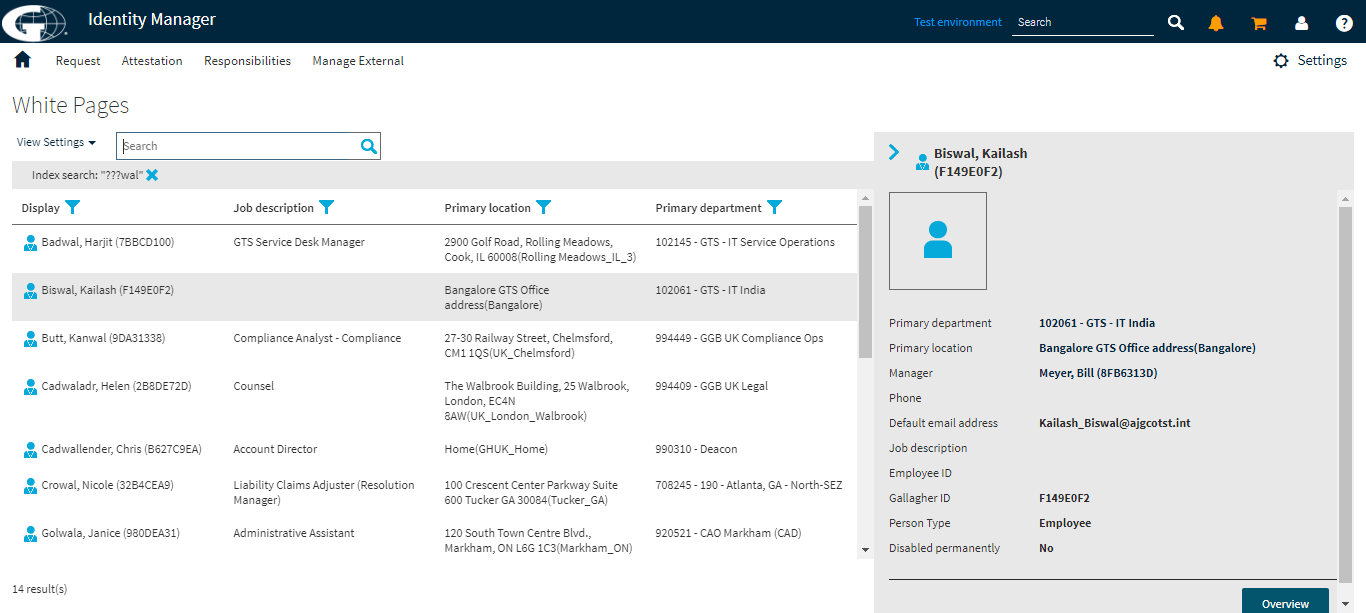 Identity Manager
Test environment
Search
Request
Attestation
Responsibilities
Manage External
Settings
White Pages
View Settings
Search
Index search: "???wal"
Display
Job description
Primary location
Primary department
Badwal, Harjit (7BBCD100)
GTS Service Desk Manager
2900 Golf Road, Rolling Meadows,
Cook, IL 60008(Rolling Meadows_IL_3)
102145 - GTS - IT Service Operations
Biswal, Kailash (F149E0F2)
Bangalore GTS Office
address(Bangalore)
102061 - GTS - IT India
Butt, Kanwal (9DA31338)
Compliance Analyst - Compliance
27-30 Railway Street, Chelmsford,
CM1 1QS(UK_Chelmsford)
994449 - GGB UK Compliance Ops
Cadwaladr, Helen (2B8DE72D)
Counsel
The Walbrook Building, 25 Walbrook,
London, EC4N
8AW(UK_London_Walbrook)
994409 - GGB UK Legal
Cadwallender, Chris (B627C9EA)
Account Director
Home(GHUK_Home)
990310 - Deacon
Crowal, Nicole (32B4CEA9)
Liability Claims Adjuster (Resolution
Manager)
100 Crescent Center Parkway Suite
600 Tucker GA 30084(Tucker_GA)
708245 - 190 - Atlanta, GA - North-SEZ
Golwala, Janice (980DEA31)
Administrative Assistant
120 South Town Centre Blvd.,
Markham, ON L6G 1C3(Markham_ON)
920521 - CAO Markham (CAD)
14 result(s)
Biswal, Kailash
(F149E0F2)
Primary department 102061 - GTS - IT India
Primary location Bangalore GTS Office address(Bangalore)
Manager Meyer, Bill (8FB6313D)
Phone
Default email address Kailash_Biswal@ajgcotst.int
Job description
Employee ID
Gallagher ID F149E0F2
Person Type Employee
Disabled permanently No
Overview